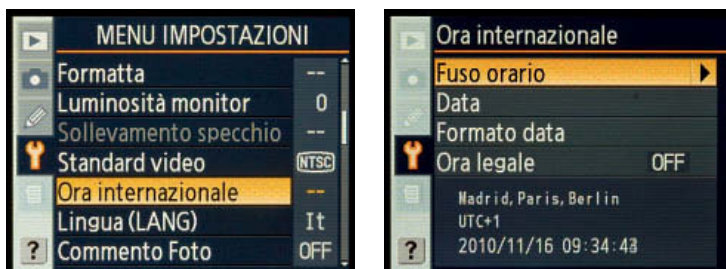 MENU IMPOSTAZIONI
Formatta --
Luminosità monitor 0
Sollevamento specchio --
Standard video NTSC
Ora internazionale --
Lingua (LANG) It
Commento Foto OFF
?
Ora internazionale
Fuso orario
Data
Formato data
Ora legale OFF
Madrid, Paris, Berlin
UTC+1
2010/11/16 09:34:43
?